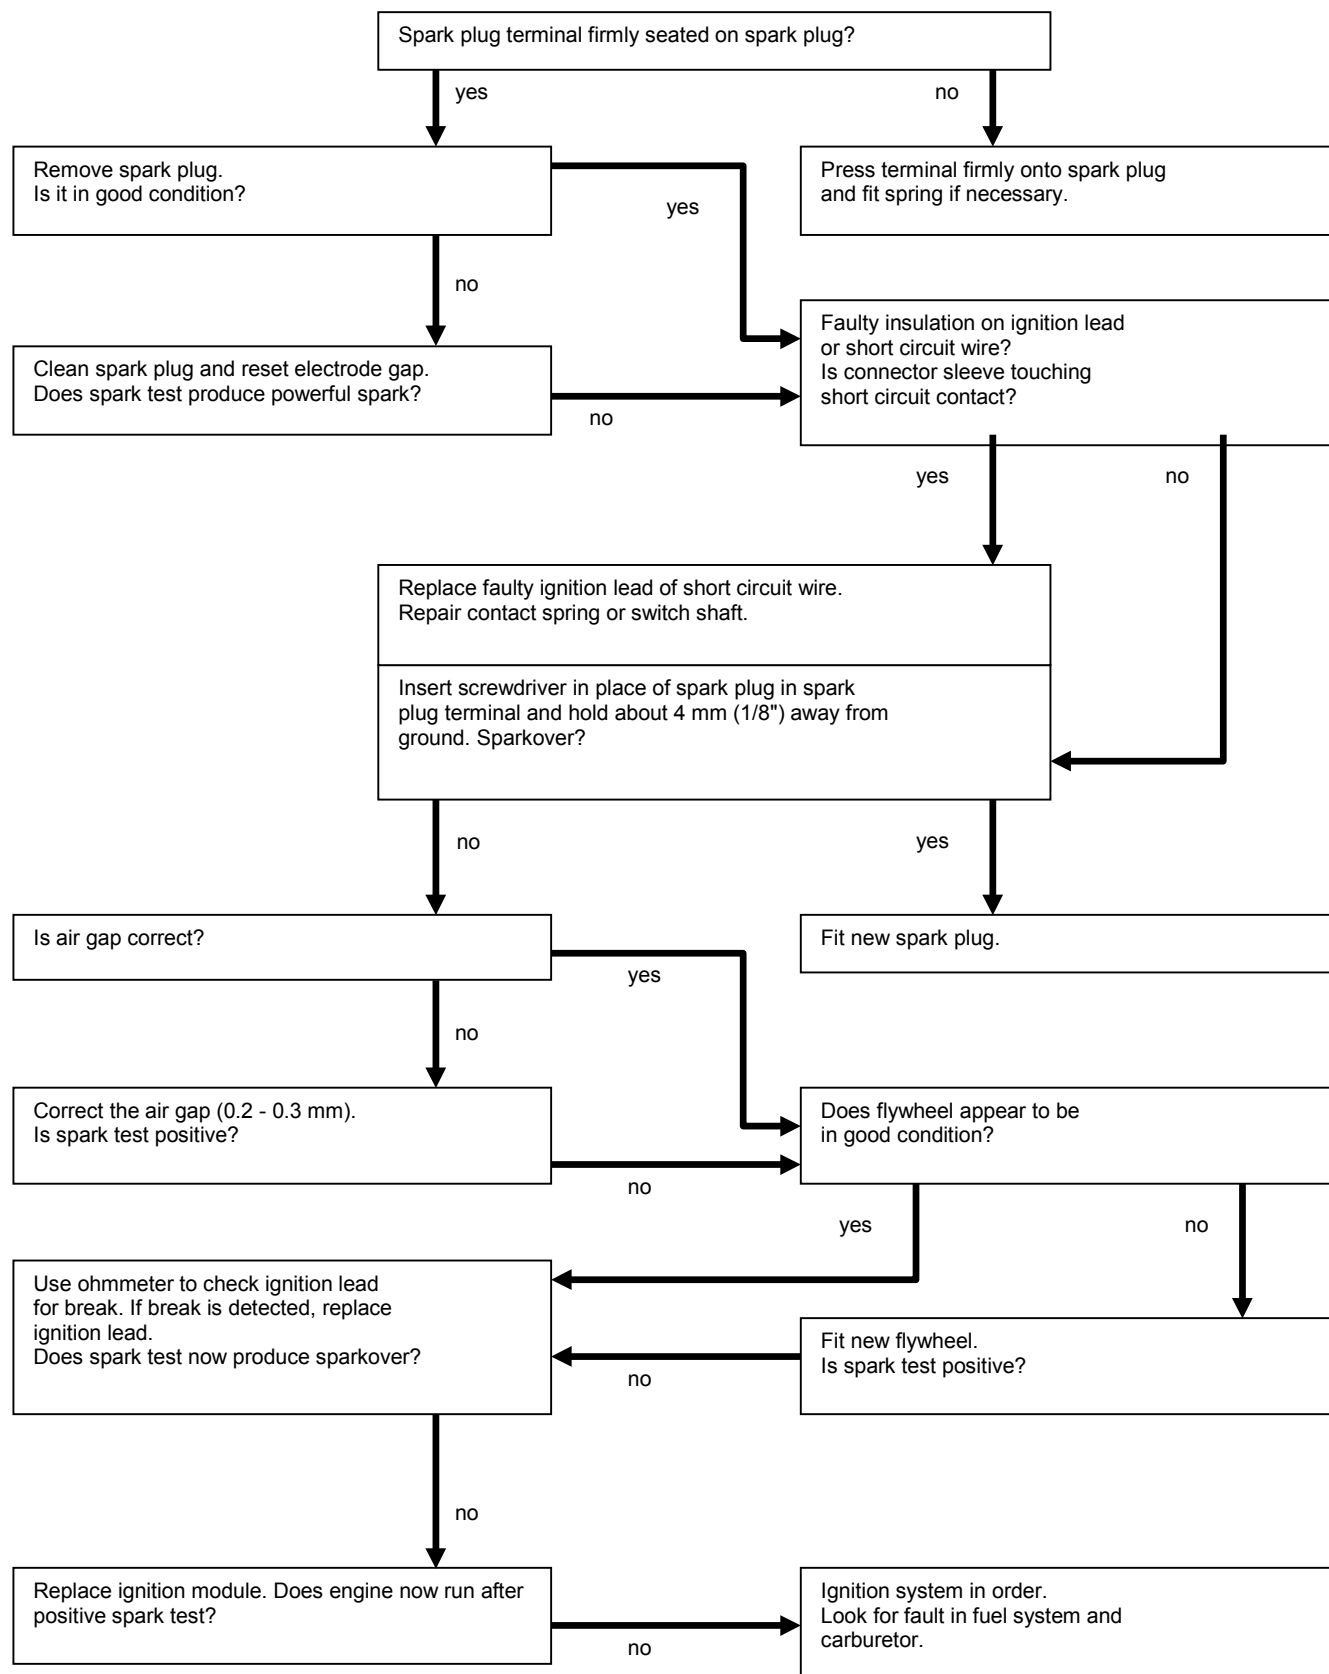 Spark plug terminal firmly seated on spark plug?
yes
no
Remove spark plug.
Is it in good condition?
yes
Press terminal firmly onto spark plug
and fit spring if necessary.
no
Faulty insulation on ignition lead
or short circuit wire?
Is connector sleeve touching
short circuit contact?
Clean spark plug and reset electrode gap.
Does spark test produce powerful spark?
no
yes
no
Replace faulty ignition lead of short circuit wire.
Repair contact spring or switch shaft.
Insert screwdriver in place of spark plug in spark
plug terminal and hold about 4 mm (1/8") away from
ground. Sparkover?
no
yes
Is air gap correct?
yes
Fit new spark plug.
no
Correct the air gap (0.2 - 0.3 mm).
Is spark test positive?
no
Does flywheel appear to be
in good condition?
yes
no
Use ohmmeter to check ignition lead
for break. If break is detected, replace
ignition lead.
Does spark test now produce sparkover?
no
Fit new flywheel.
Is spark test positive?
no
Replace ignition module. Does engine now run after
positive spark test?
no
Ignition system in order.
Look for fault in fuel system and
carburetor.